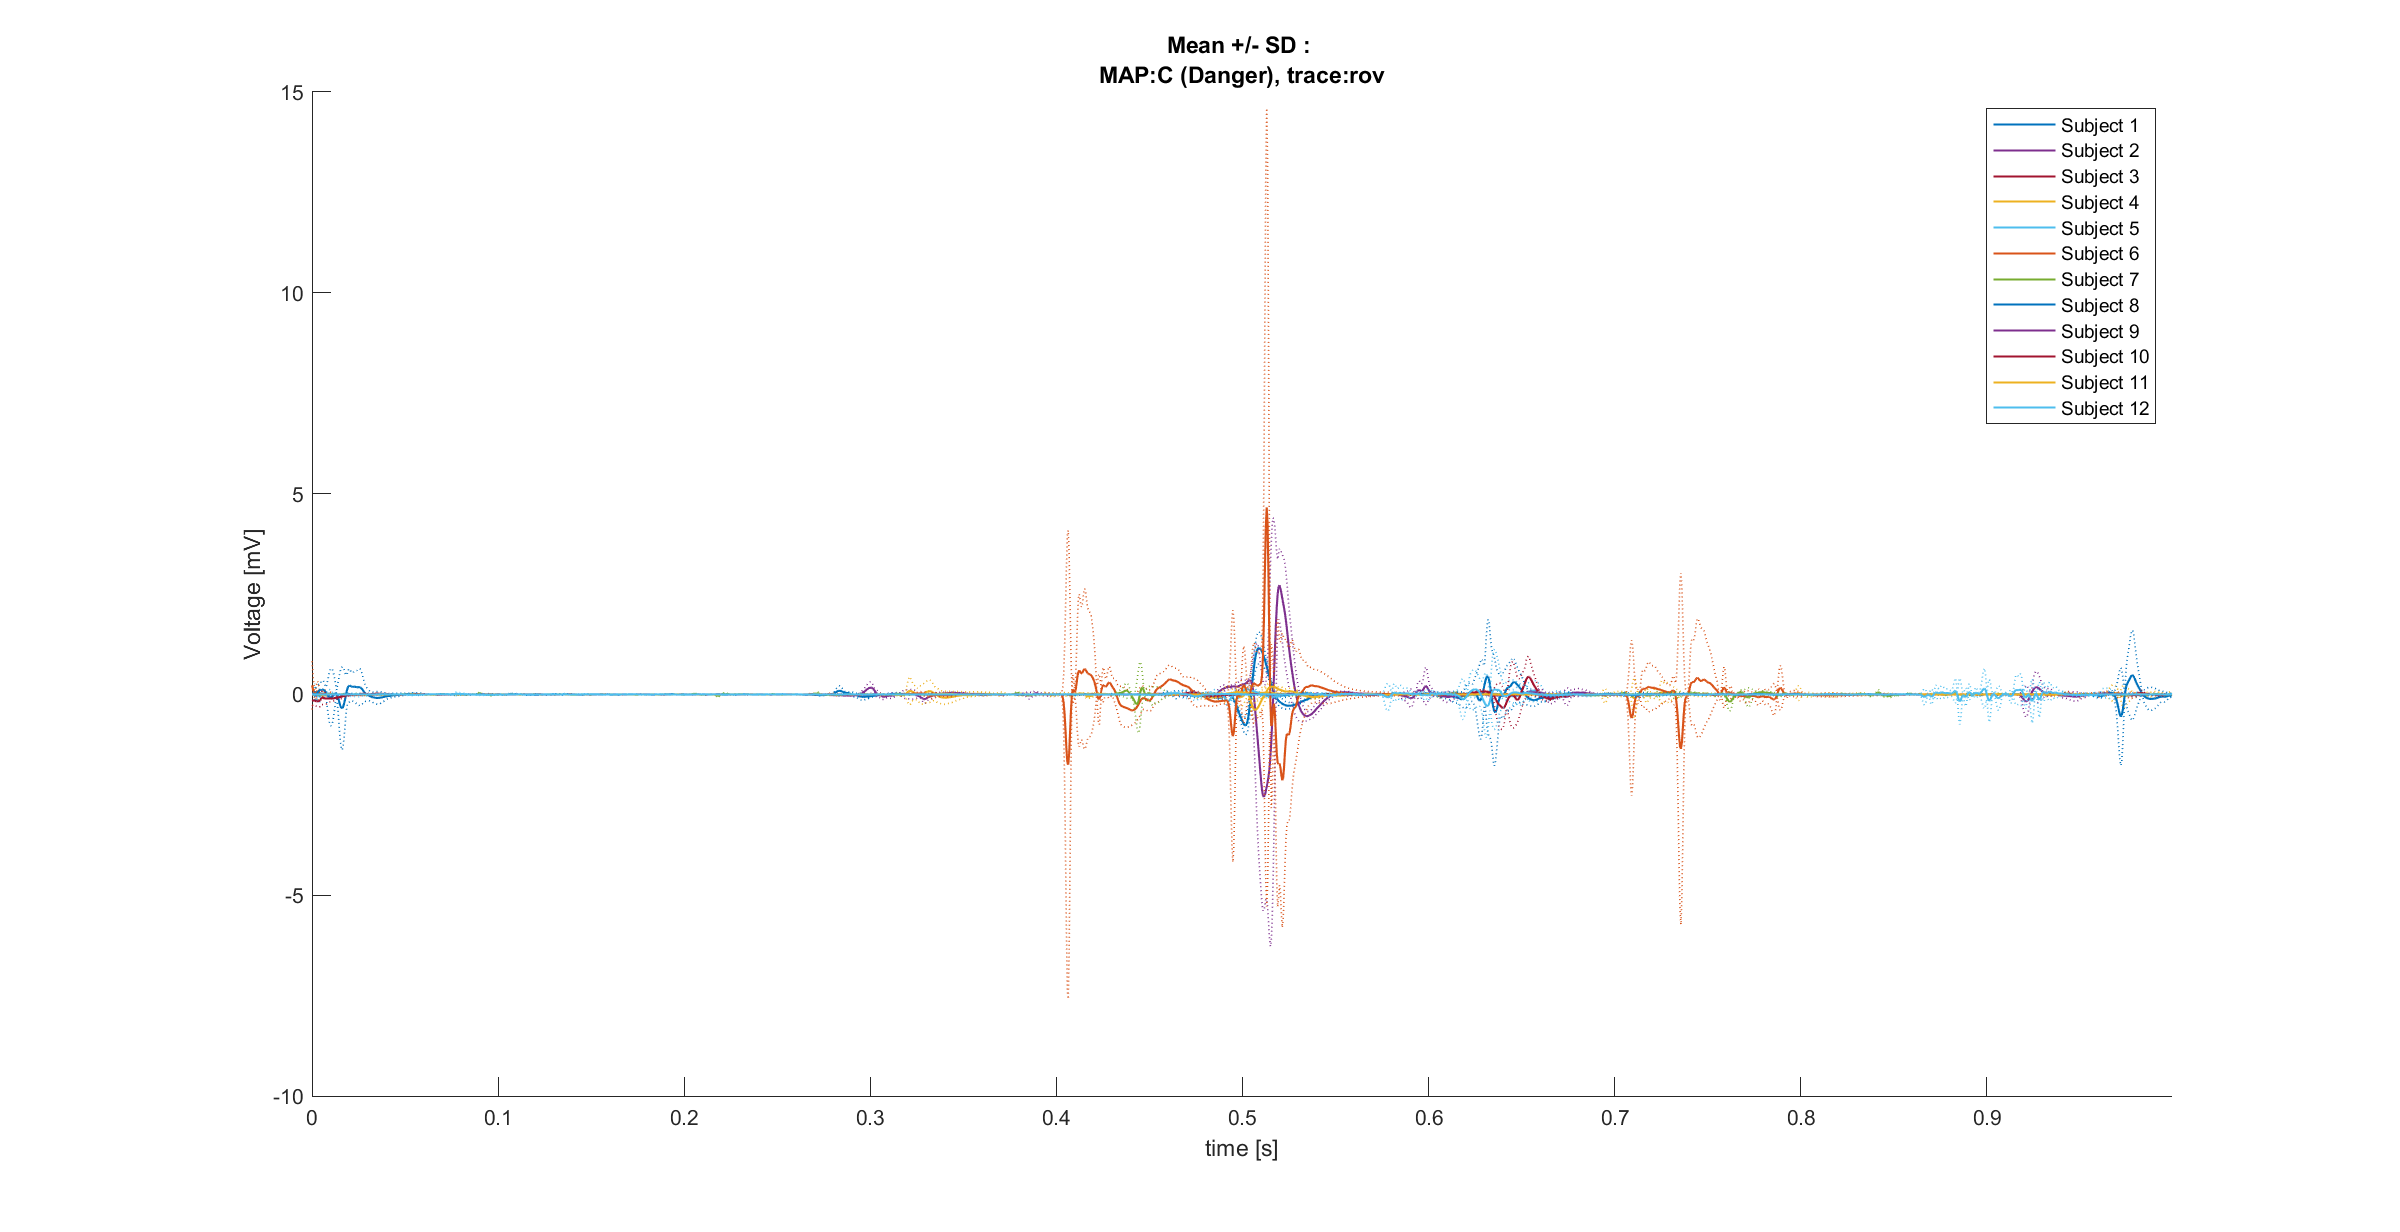 Mean +/- SD :
MAP:C (Danger), trace:rov
15
10
5
0
-5
-10
Voltage [mV]
0 0.1 0.2 0.3 0.4 0.5 0.6 0.7 0.8 0.9
time [s]
Subject 1
Subject 2
Subject 3
Subject 4
Subject 5
Subject 6
Subject 7
Subject 8
Subject 9
Subject 10
Subject 11
Subject 12